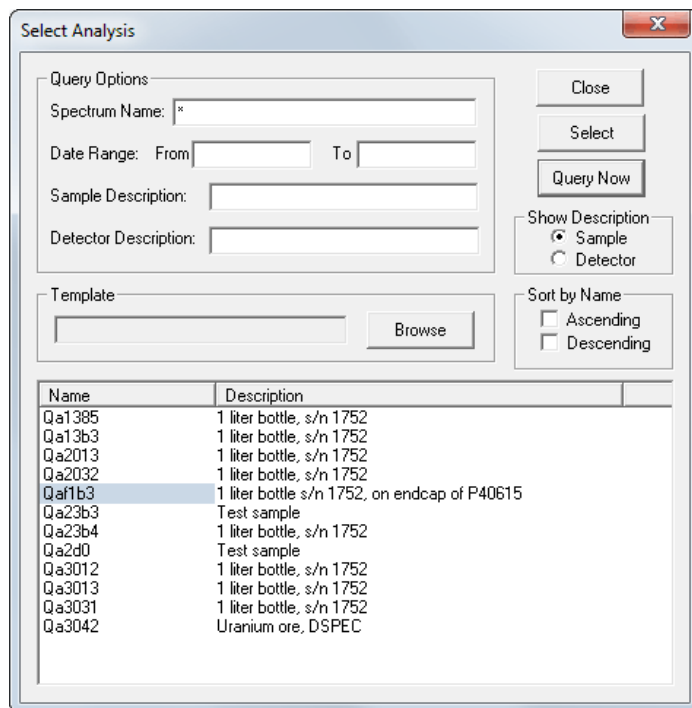 Select Analysis
Query Options
Spectrum Name: *
Date Range: From To
Sample Description:
Detector Description:
Close
Select
Query Now
Show Description
Sample
Detector
Template
Browse
Sort by Name
Ascending
Descending
Name Description
Qa1385 1 liter bottle, s/n 1752
Qa13b3 1 liter bottle, s/n 1752
Qa2013 1 liter bottle, s/n 1752
Qa2032 1 liter bottle, s/n 1752
Qaf1b3 1 liter bottle s/n 1752, on endcap of P40615
Qa23b3 Test sample
Qa23b4 1 liter bottle, s/n 1752
Qa2d0 Test sample
Qa3012 1 liter bottle, s/n 1752
Qa3013 1 liter bottle, s/n 1752
Qa3031 1 liter bottle, s/n 1752
Qa3042 Uranium ore, DSPEC